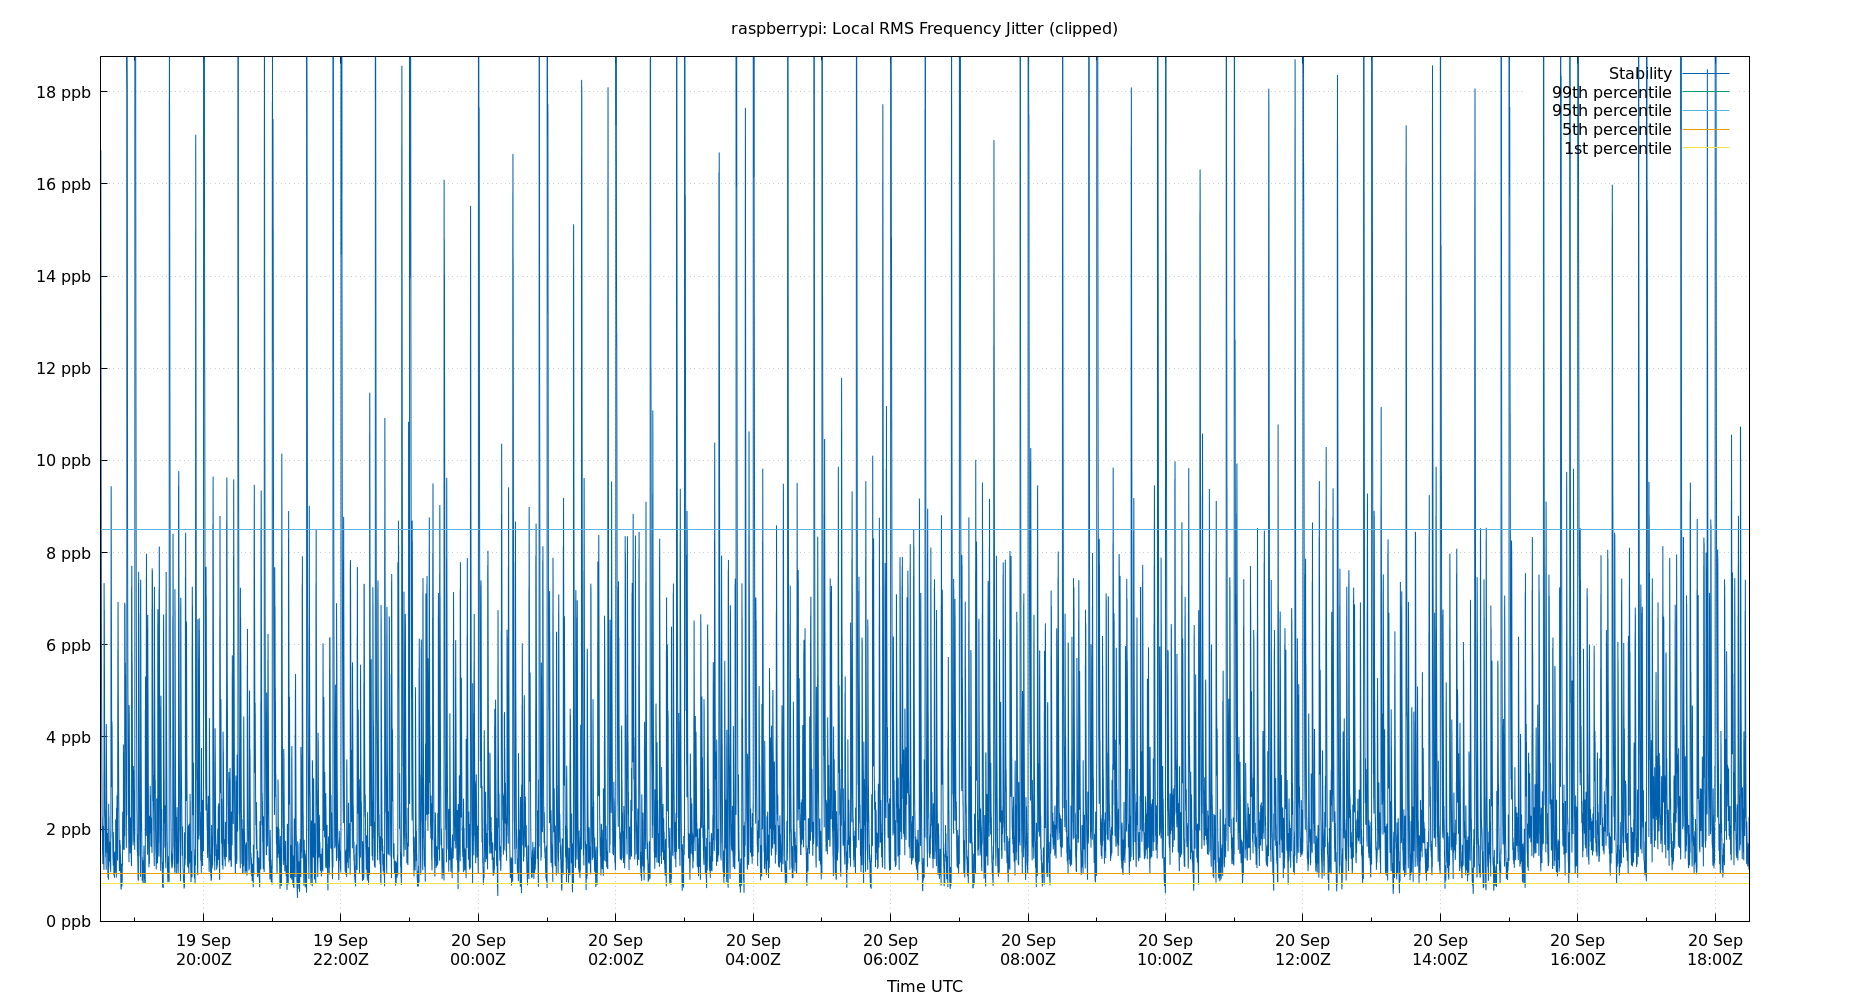 raspberrypi: Local RMS Frequency Jitter (clipped)
Stability
99th percentile
95th percentile
5th percentile
1st percentile
18 ppb
16 ppb
14 ppb
12 ppb
10 ppb
8 ppb
6 ppb
4 ppb
2 ppb
0 ppb
19 Sep 19 Sep 20 Sep 20 Sep 20 Sep 20 Sep 20 Sep 20 Sep 20 Sep 20 Sep 20 Sep 20 Sep
20:00Z 22:00Z 00:00Z 02:00Z 04:00Z 06:00Z 08:00Z 10:00Z 12:00Z 14:00Z 16:00Z 18:00Z
Time UTC